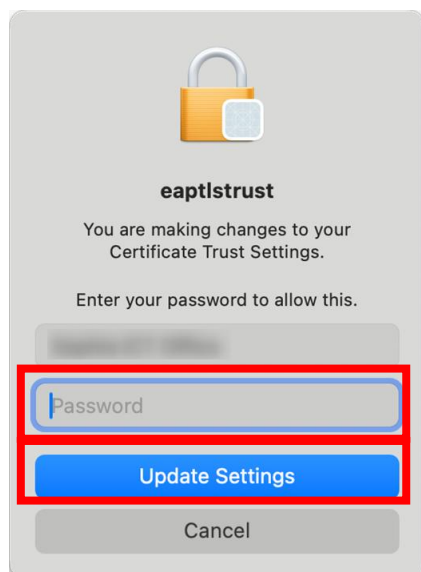 eaptlstrust
You are making changes to your
Certificate Trust Settings.
Enter your password to allow this.
Password
Update Settings
Cancel